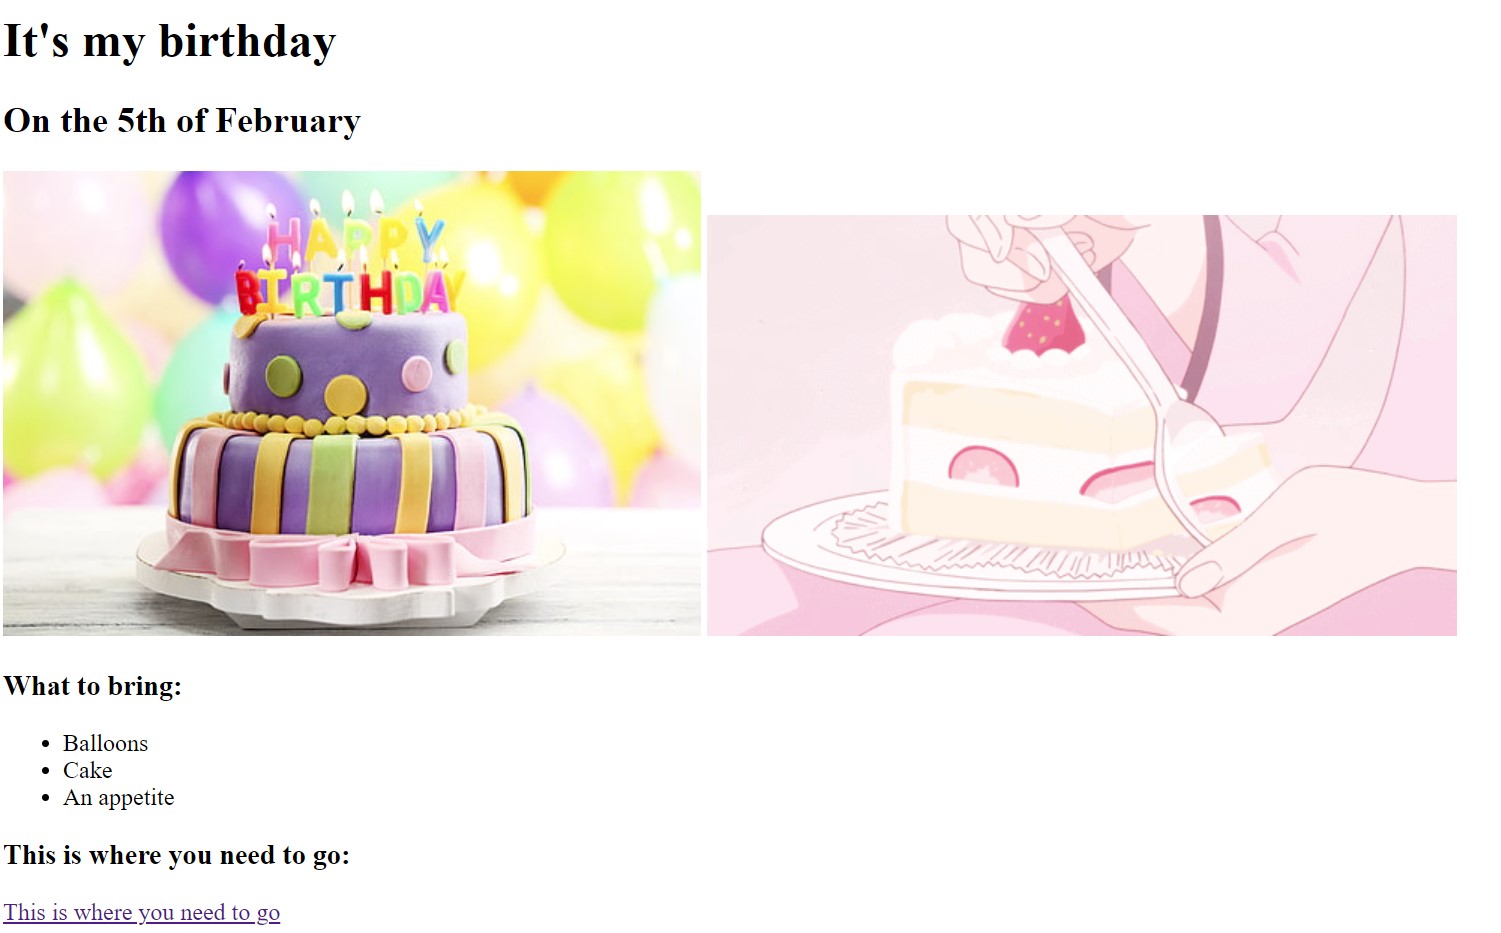 It's my birthday
On the 5th of February
HAPPY
BIRTHDAY
What to bring:
Balloons
Cake
An appetite
This is where you need to go:
This is where you need to go